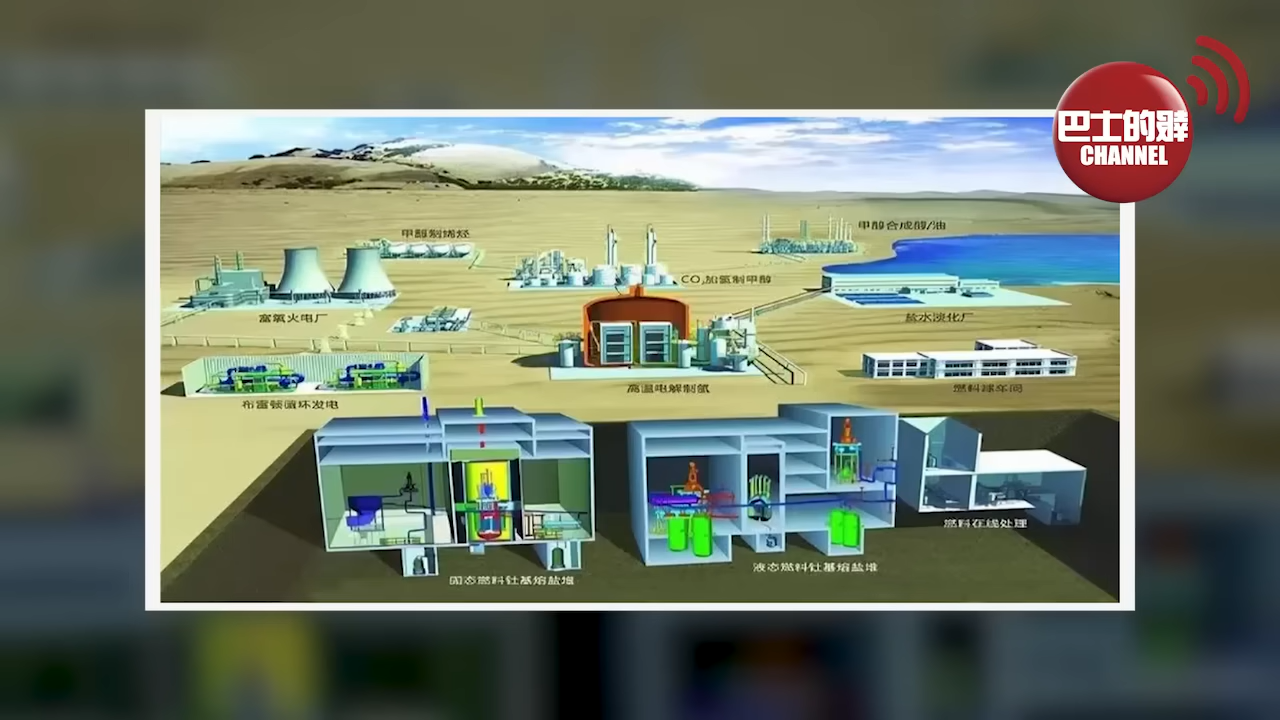 巴士的報
CHANNEL
甲醇制烯烃
甲醇合成醇/油
CO₂加氢制甲醇
富氧火电厂
盐水淡化厂
高温电解制氢
燃料球车间
布雷顿循环发电
燃料在线处理
液态燃料钍基熔盐堆
固态燃料钍基熔盐堆